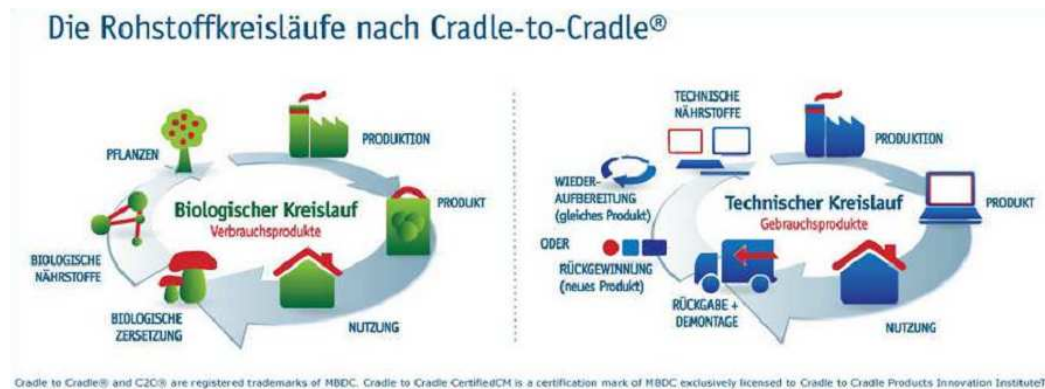 Die Rohstoffkreisläufe nach Cradle-to-Cradle®
PFLANZEN
PRODUKTION
Biologischer Kreislauf
Verbrauchsprodukte
PRODUKT
BIOLOGISCHE
NÄHRSTOFFE
BIOLOGISCHE
ZERSETZUNG
NUTZUNG
TECHNISCHE
NÄHRSTOFFE
PRODUKTION
WIEDER-
AUFBEREITUNG
(gleiches Produkt)
Technischer Kreislauf
Gebrauchsprodukte
PRODUKT
ODER
RÜCKGEWINNUNG
(neues Produkt)
RÜCKGABE +
DEMONTAGE
NUTZUNG
Cradle to Cradle® and C2C® are registered trademarks of MBDC. Cradle to Cradle CertifiedCM is a certification mark of MBDC exclusively licensed to Cradle to Cradle Products Innovation Institute